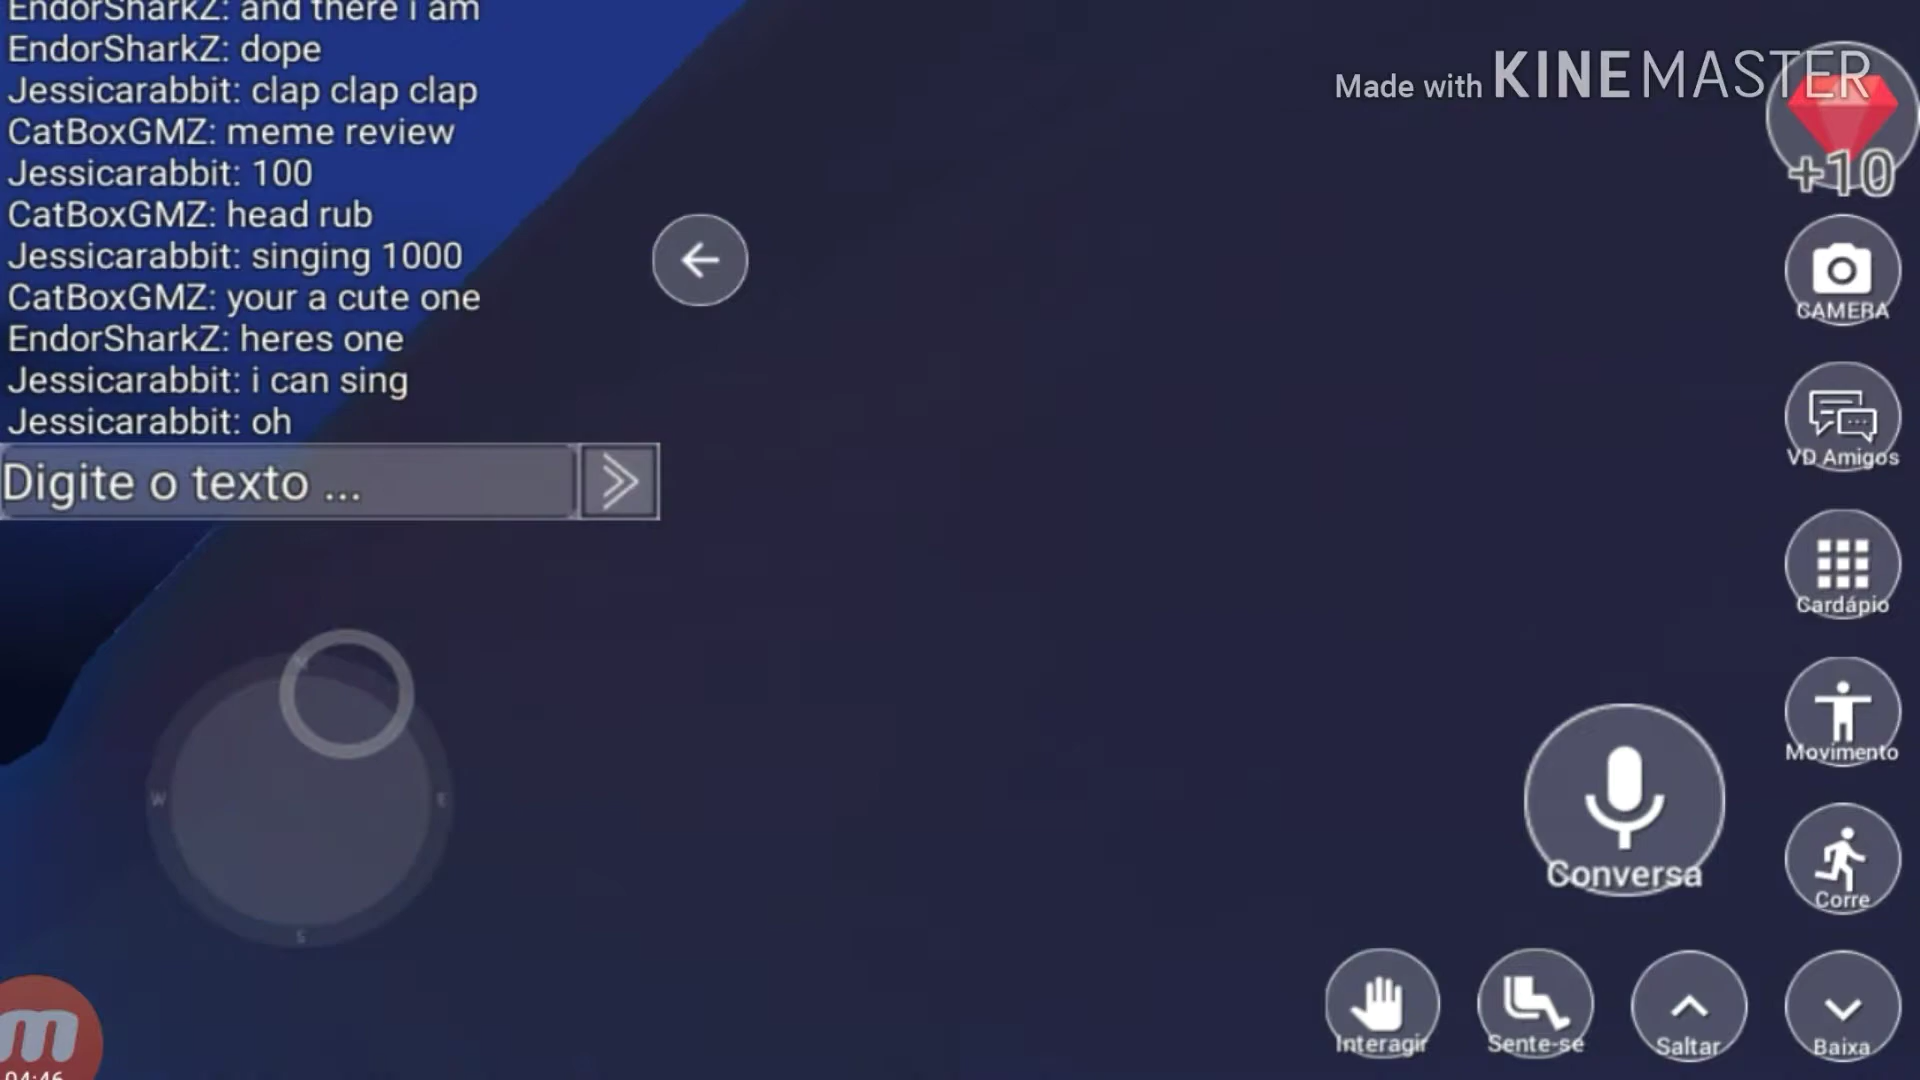 EndorSharkZ: and there i am
EndorSharkZ: dope
Jessicarabbit: clap clap clap
CatBoxGMZ: meme review
Jessicarabbit: 100
CatBoxGMZ: head rub
Jessicarabbit: singing 1000
CatBoxGMZ: your a cute one
EndorSharkZ: heres one
Jessicarabbit: i can sing
Jessicarabbit: oh
Digite o texto ...
Made with KINEMASTER
+10
CAMERA
VD Amigos
Cardápio
Movimento
Conversa
Corre
Interagir
Sente-se
Saltar
Baixa
W
E
S
m
04:46